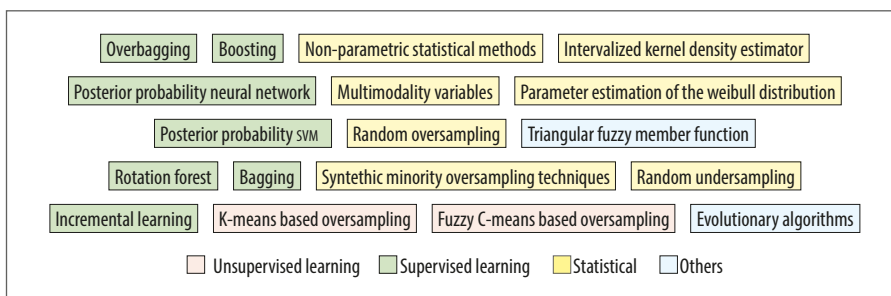 Overbagging Boosting Non-parametric statistical methods Intervalized kernel density estimator
Posterior probability neural network Multimodality variables Parameter estimation of the weibull distribution
Posterior probability SVM Random oversampling Triangular fuzzy member function
Rotation forest Bagging Syntethic minority oversampling techniques Random undersampling
Incremental learning K-means based oversampling Fuzzy C-means based oversampling Evolutionary algorithms
Unsupervised learning Supervised learning Statistical Others